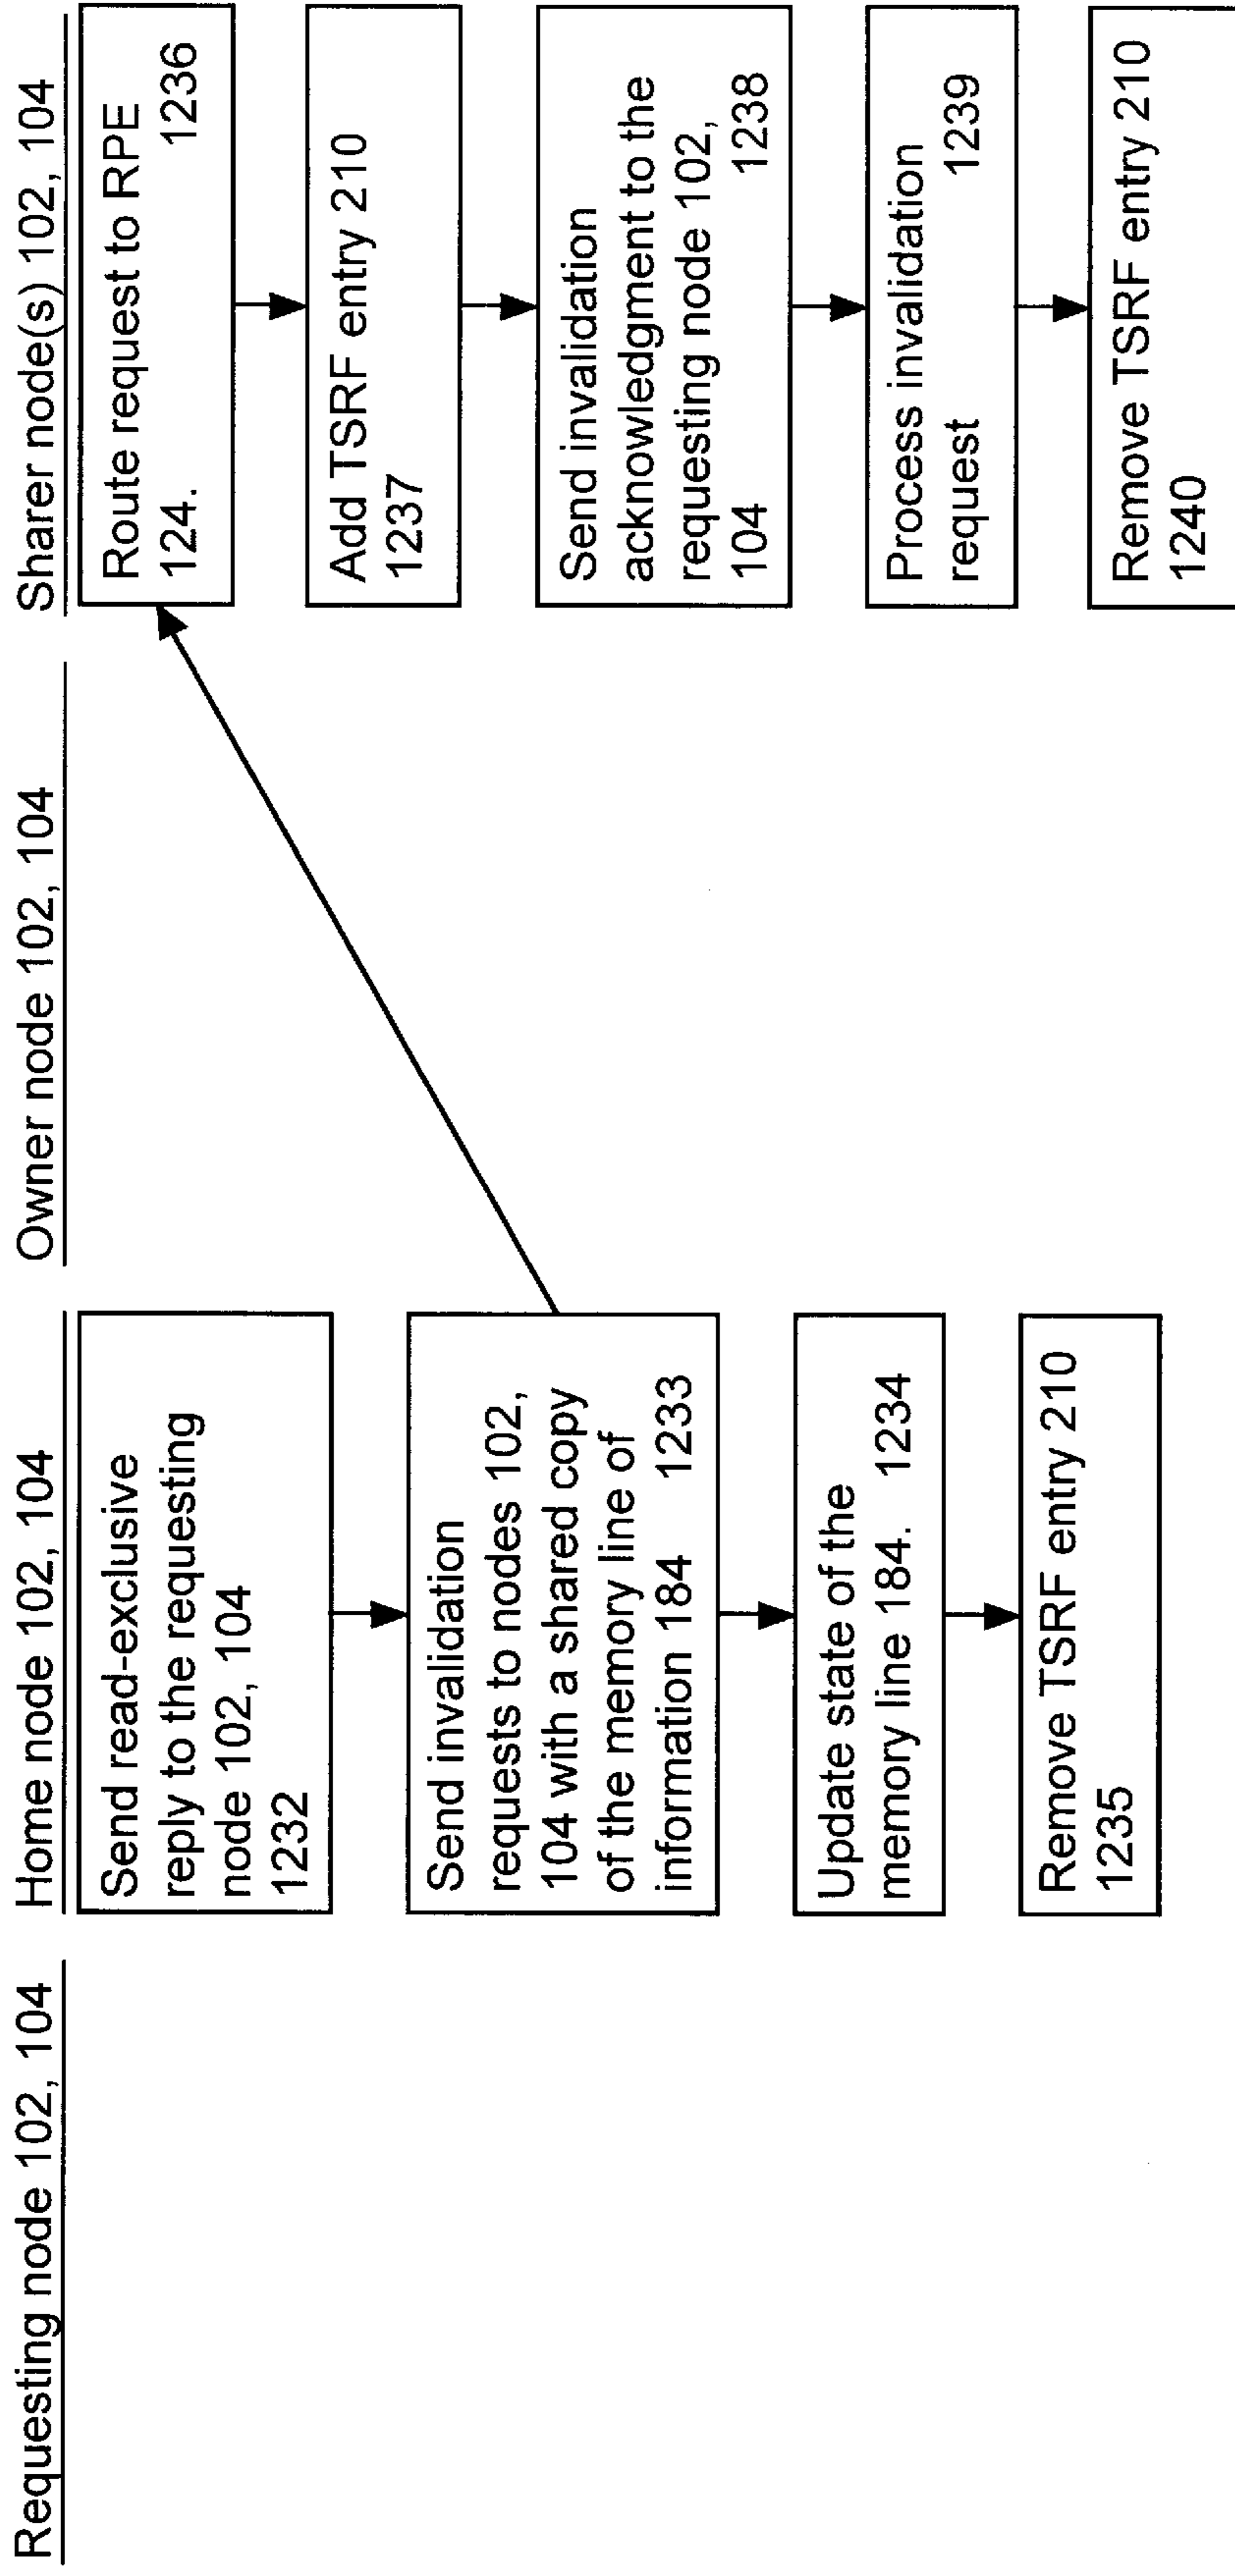 Requesting node 102, 104
Home node 102, 104
Owner node 102, 104
Sharer node(s) 102, 104
Send read-exclusive
reply to the requesting
node 102, 104
1232
Send invalidation
requests to nodes 102,
104 with a shared copy
of the memory line of
information 184 1233
Update state of the
memory line 184. 1234
Remove TSRF entry 210
1235
Route request to RPE
124. 1236
Add TSRF entry 210
1237
Send invalidation
acknowledgment to the
requesting node 102,
104 1238
Process invalidation
request 1239
Remove TSRF entry 210
1240